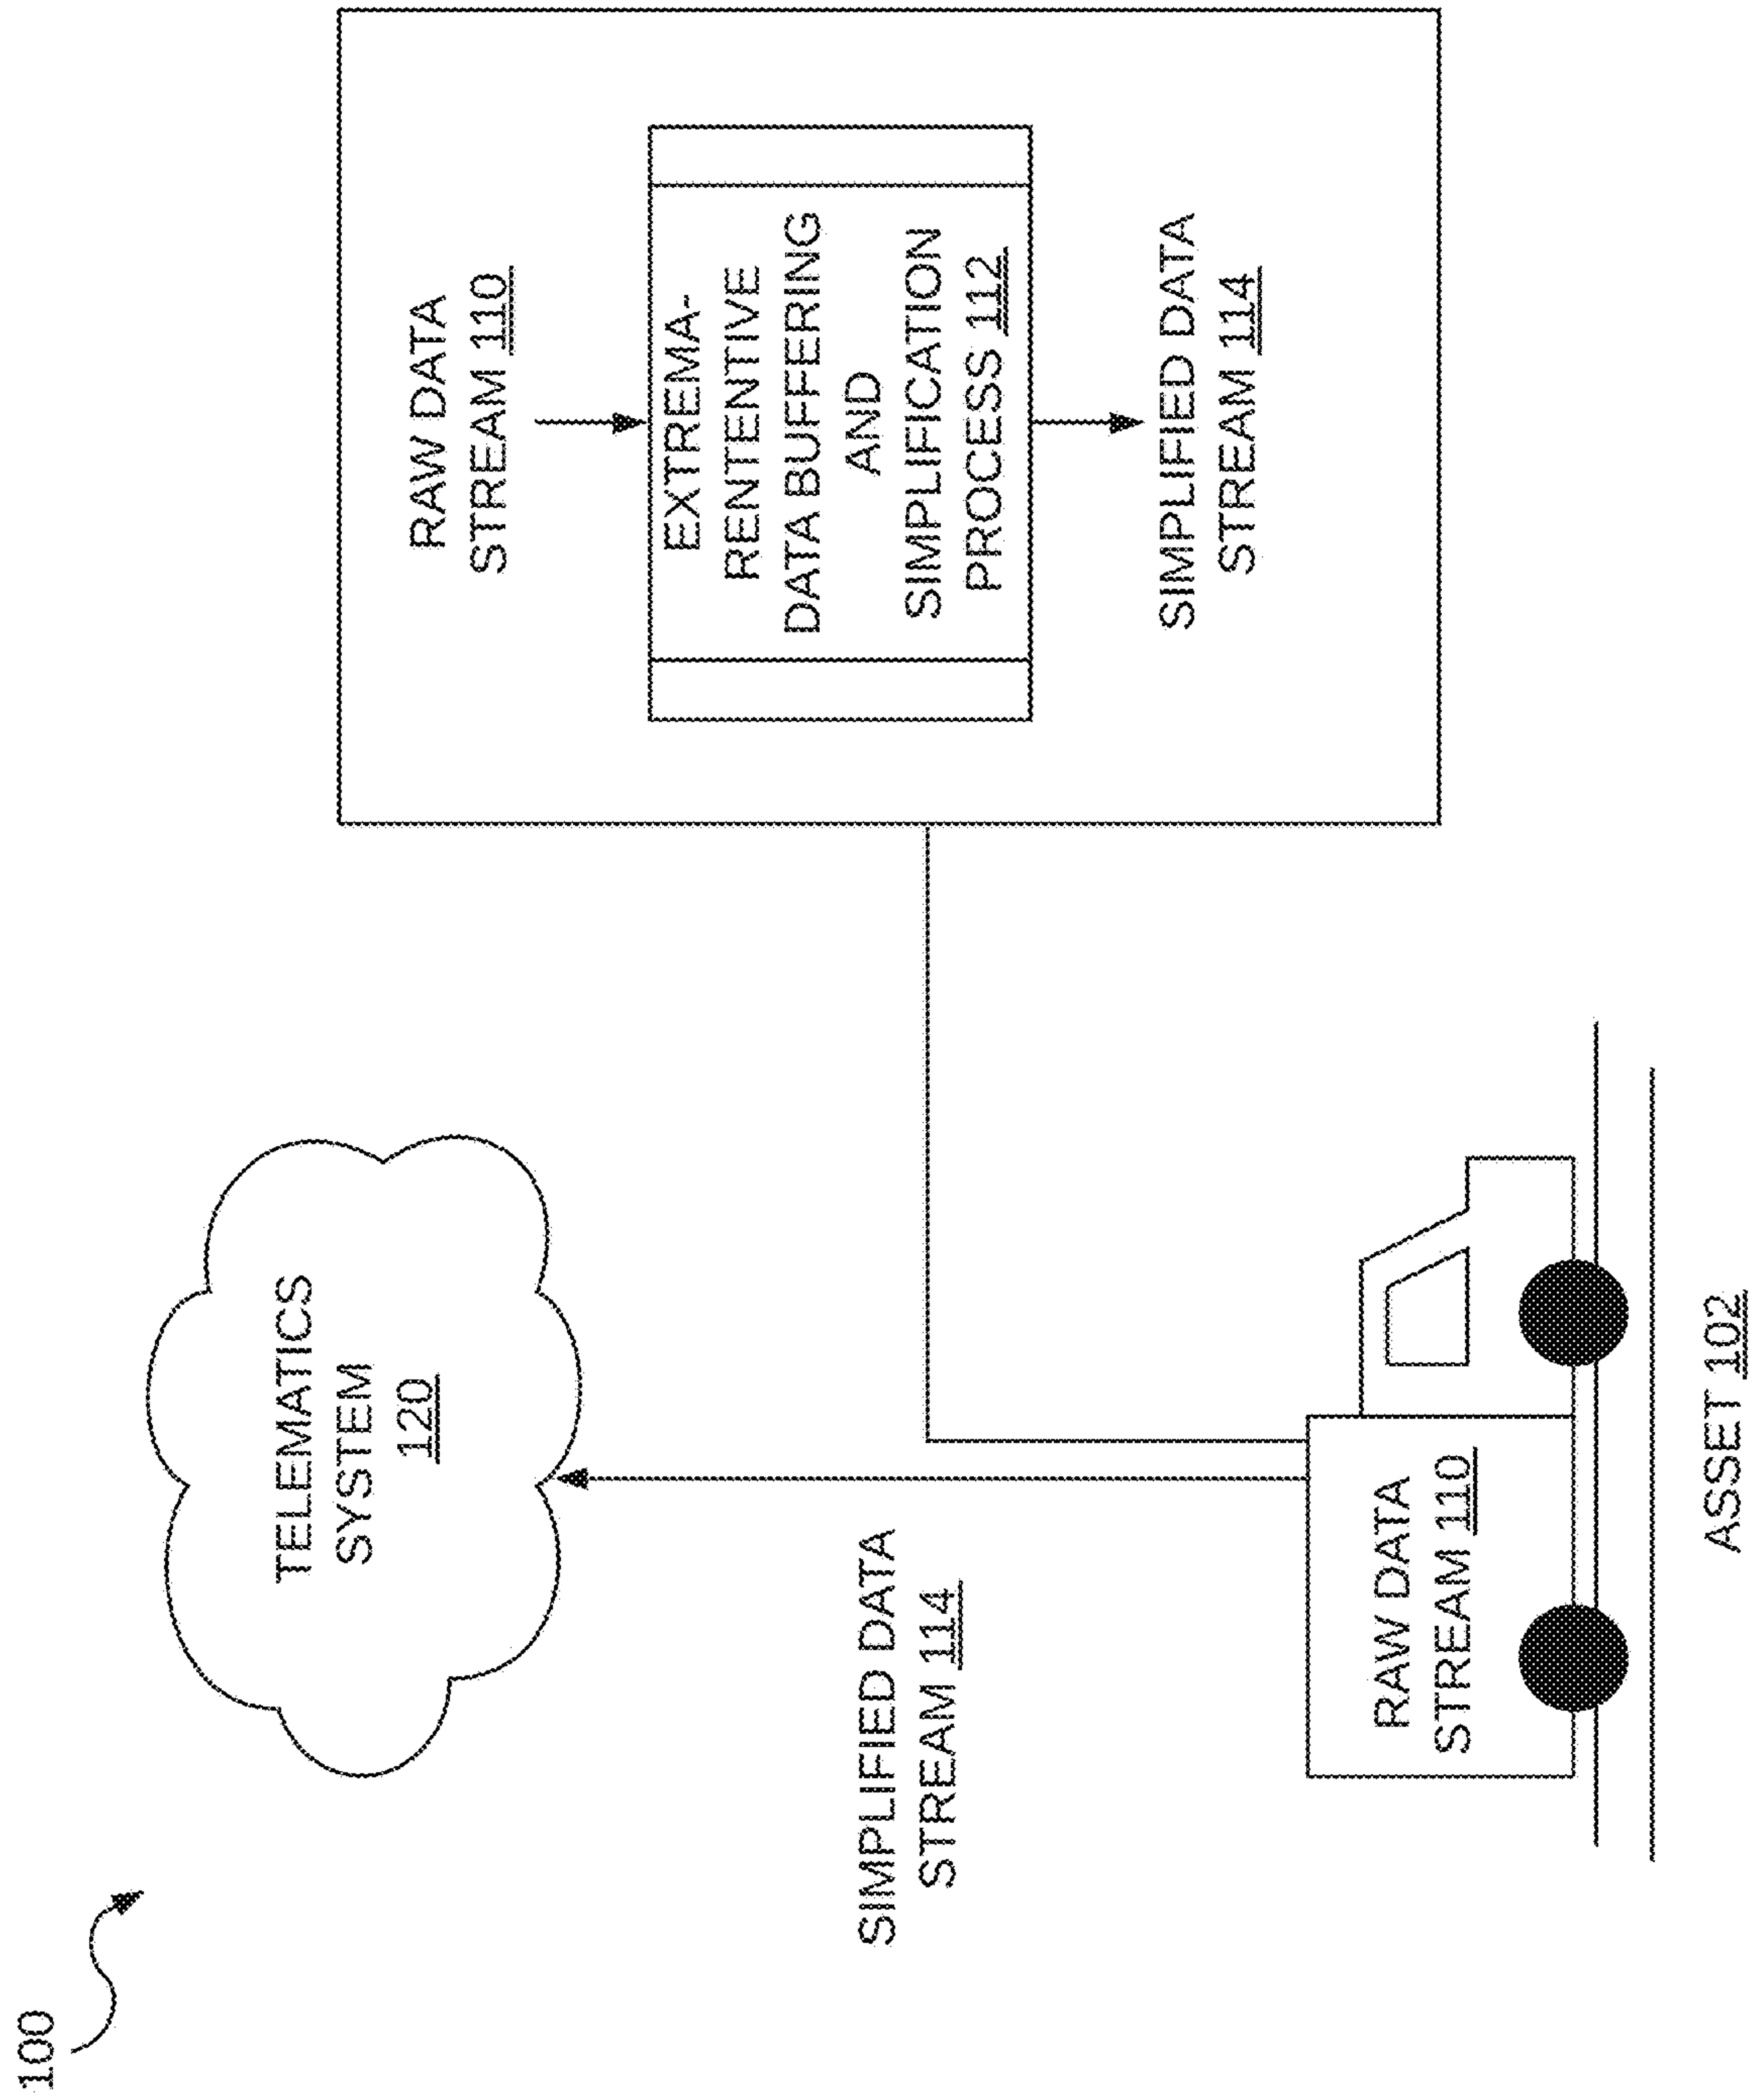 100
TELEMATICS
SYSTEM
120
SIMPLIFIED DATA
STREAM 114
RAW DATA
STREAM 110
ASSET 102
RAW DATA
STREAM 110
EXTREMA-
RENTENTIVE
DATA BUFFERING
AND
SIMPLIFICATION
PROCESS 112
SIMPLIFIED DATA
STREAM 114